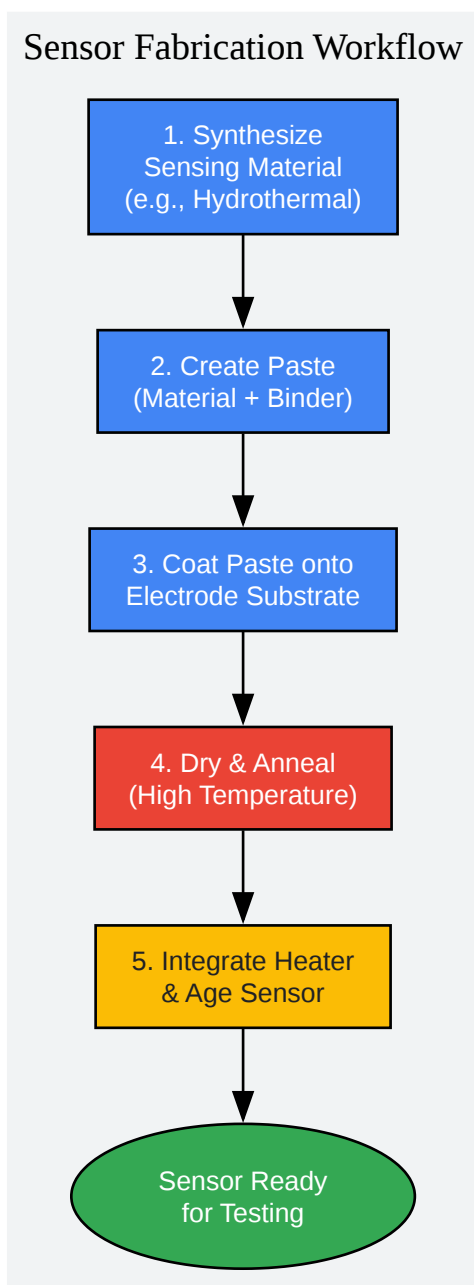 Sensor Fabrication Workflow
1. Synthesize
Sensing Material
(e.g., Hydrothermal)
2. Create Paste
(Material + Binder)
3. Coat Paste onto
Electrode Substrate
4. Dry & Anneal
(High Temperature)
5. Integrate Heater
& Age Sensor
Sensor Ready
for Testing